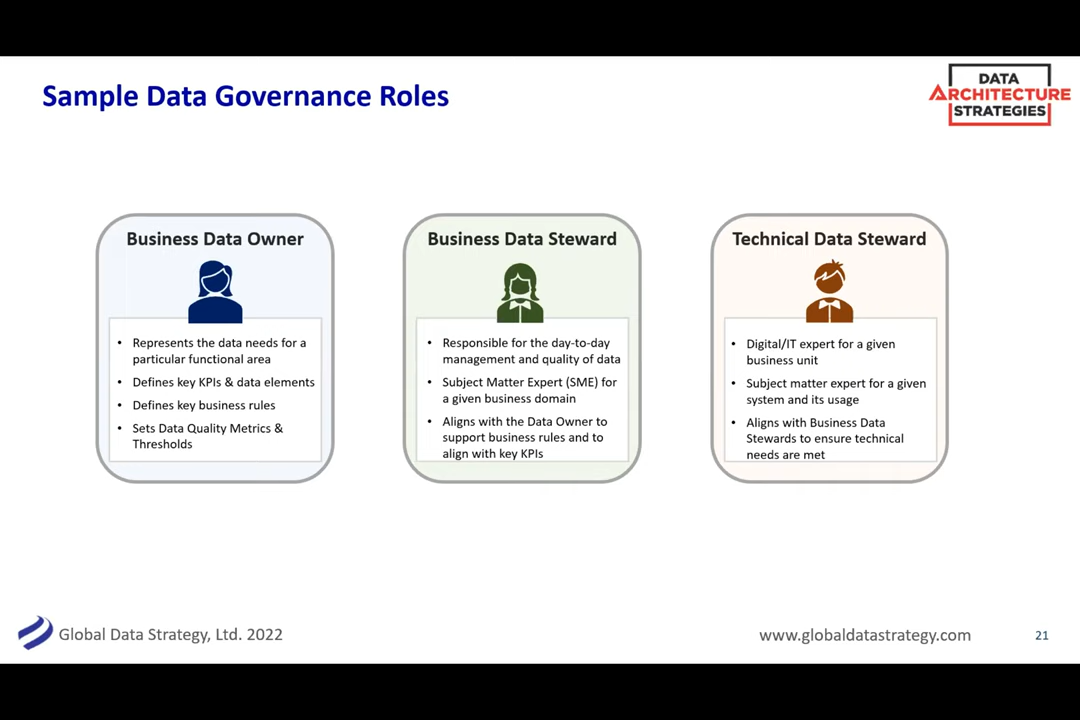 Sample Data Governance Roles
DATA
ARCHITECTURE
STRATEGIES
Business Data Owner
• Represents the data needs for a
particular functional area
• Defines key KPIs & data elements
• Defines key business rules
• Sets Data Quality Metrics &
Thresholds
Business Data Steward
• Responsible for the day-to-day
management and quality of data
• Subject Matter Expert (SME) for
a given business domain
• Aligns with the Data Owner to
support business rules and to
align with key KPIs
Technical Data Steward
• Digital/IT expert for a given
business unit
• Subject matter expert for a given
system and its usage
• Aligns with Business Data
Stewards to ensure technical
needs are met
Global Data Strategy, Ltd. 2022
www.globaldatastrategy.com
21